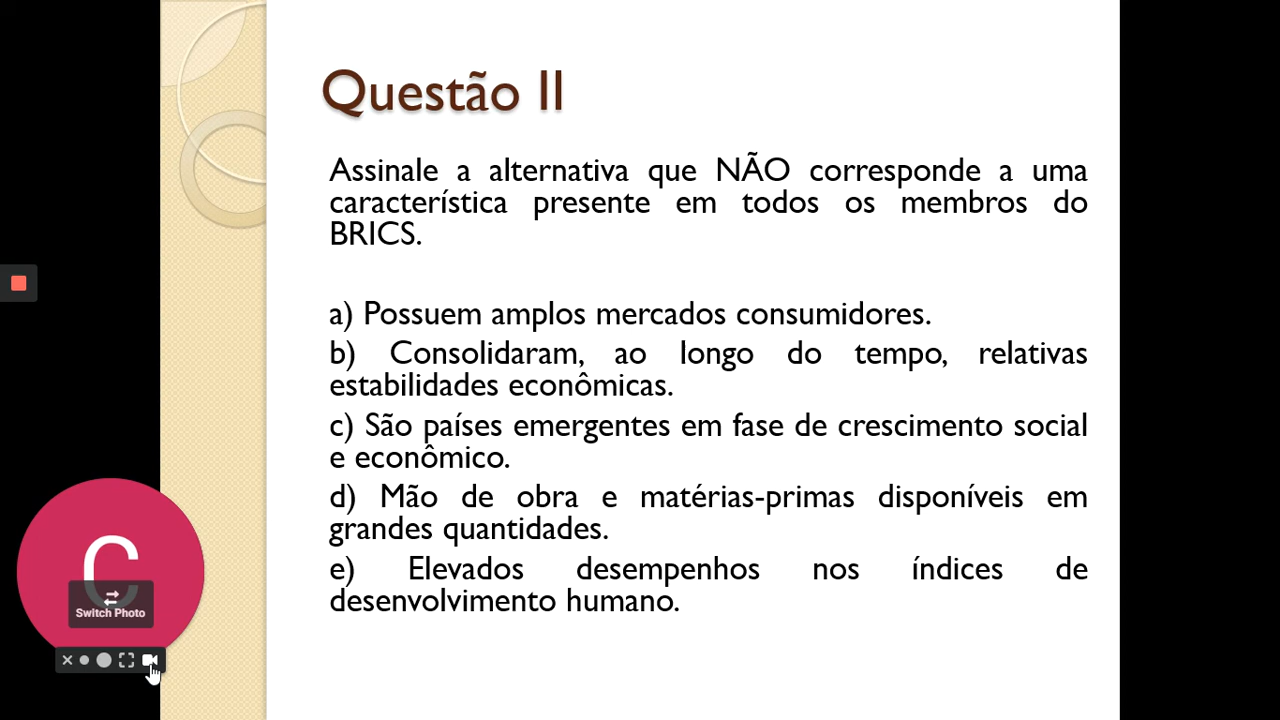 Questão II
Assinale a alternativa que NÃO corresponde a uma
característica presente em todos os membros do
BRICS.
a) Possuem amplos mercados consumidores.
b) Consolidaram, ao longo do tempo, relativas
estabilidades econômicas.
c) São países emergentes em fase de crescimento social
e econômico.
d) Mão de obra e matérias-primas disponíveis em
grandes quantidades.
e) Elevados desempenhos nos índices de
desenvolvimento humano.
C
Switch Photo